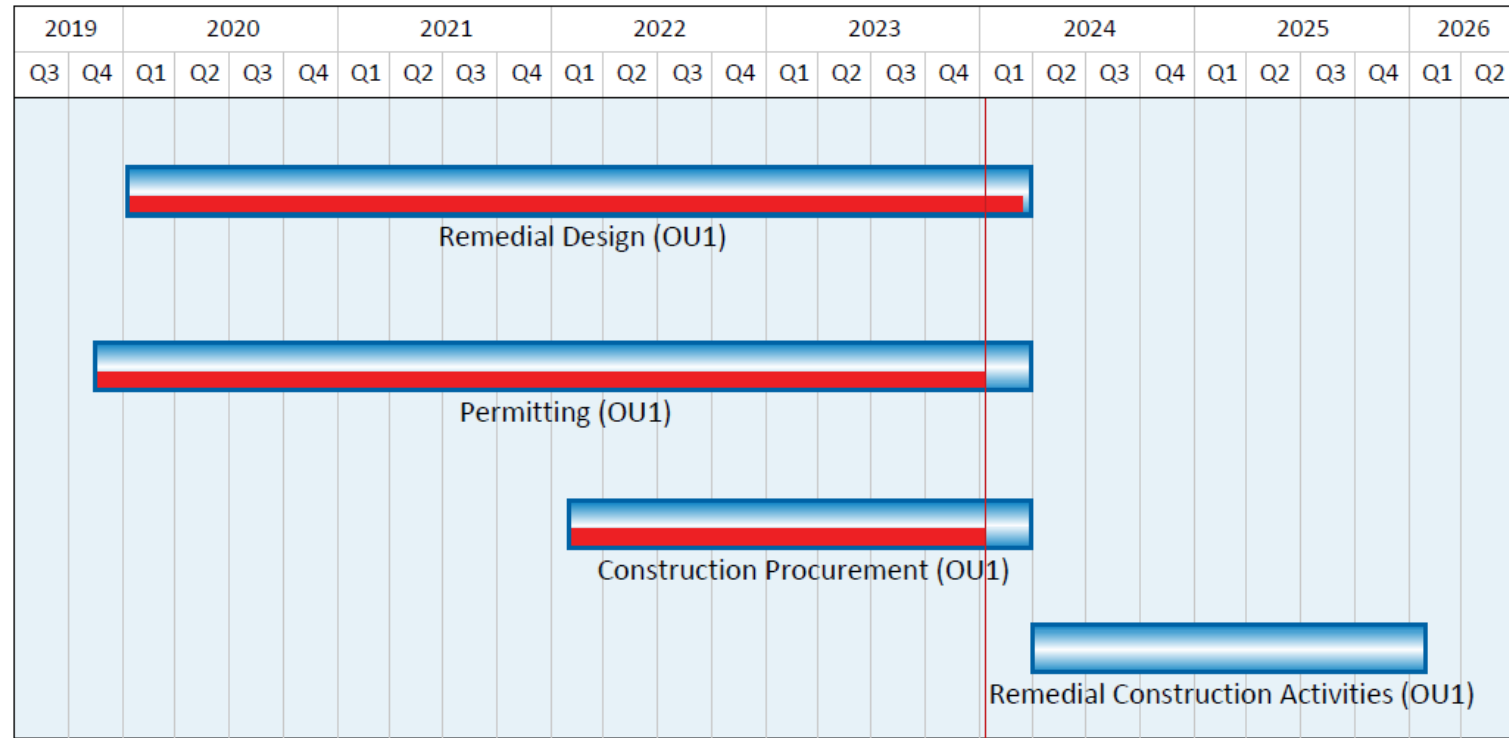 2019 2020 2021 2022 2023 2024 2025 2026
Q3 Q4 Q1 Q2 Q3 Q4 Q1 Q2 Q3 Q4 Q1 Q2 Q3 Q4 Q1 Q2 Q3 Q4 Q1 Q2 Q3 Q4 Q1 Q2 Q3 Q4 Q1 Q2
Remedial Design (OU1)
Permitting (OU1)
Construction Procurement (OU1)
Remedial Construction Activities (OU1)